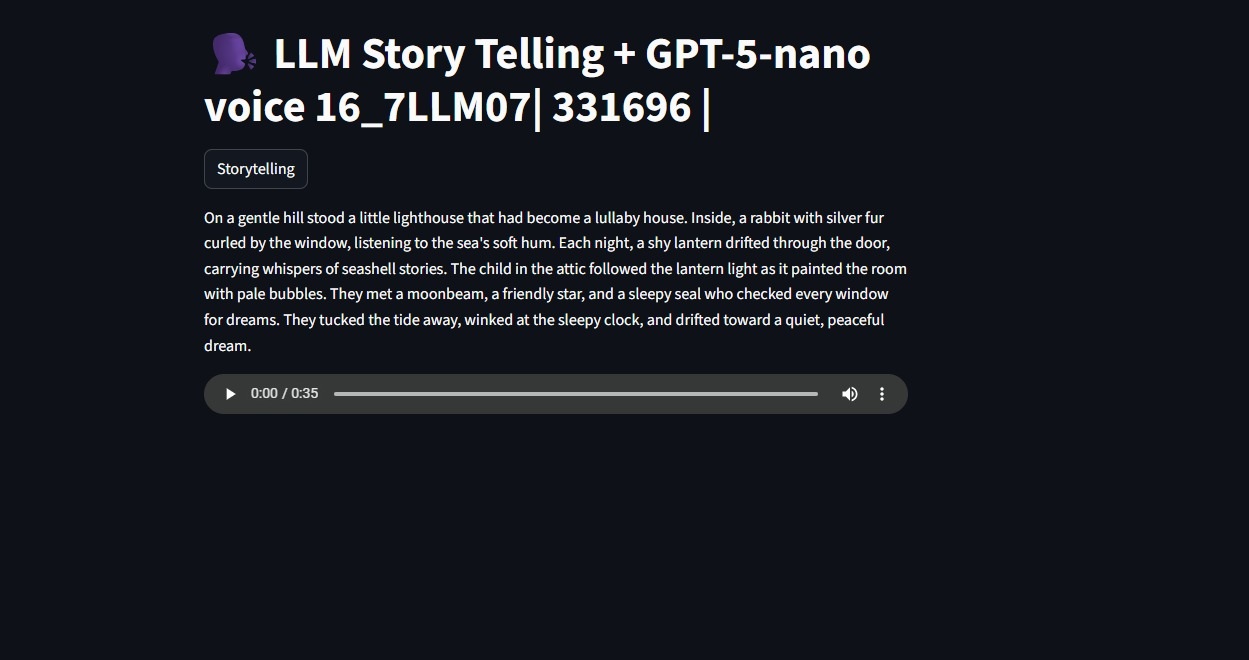 LLM Story Telling + GPT-5-nano
voice 16_7LLM07| 331696 |
Storytelling
On a gentle hill stood a little lighthouse that had become a lullaby house. Inside, a rabbit with silver fur
curled by the window, listening to the sea's soft hum. Each night, a shy lantern drifted through the door,
carrying whispers of seashell stories. The child in the attic followed the lantern light as it painted the room
with pale bubbles. They met a moonbeam, a friendly star, and a sleepy seal who checked every window
for dreams. They tucked the tide away, winked at the sleepy clock, and drifted toward a quiet, peaceful
dream.
0:00 / 0:35